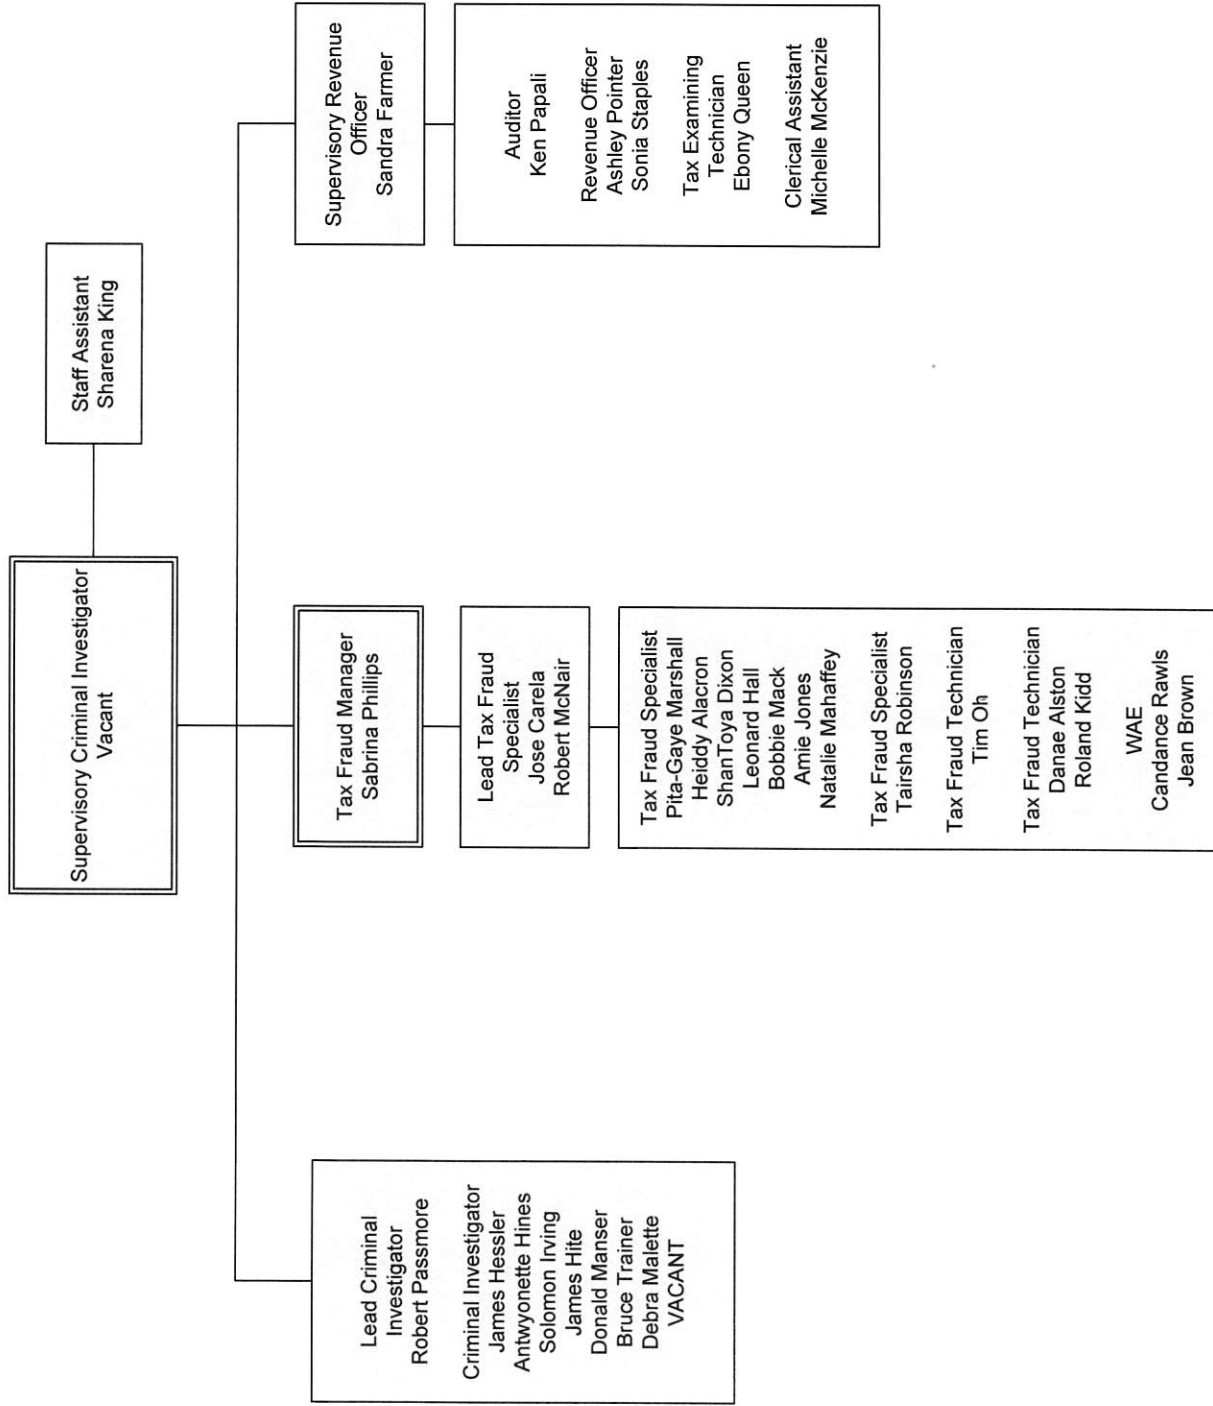 Supervisory Criminal Investigator
Vacant
Staff Assistant
Sharena King
Lead Criminal
Investigator
Robert Passmore
Criminal Investigator
James Hessler
Antwyonette Hines
Solomon Irving
James Hite
Donald Manser
Bruce Trainer
Debra Malette
VACANT
Tax Fraud Manager
Sabrina Phillips
Lead Tax Fraud
Specialist
Jose Carela
Robert McNair
Tax Fraud Specialist
Pita-Gaye Marshall
Heiddy Alacron
ShanToya Dixon
Leonard Hall
Bobbie Mack
Amie Jones
Natalie Mahaffey
Tax Fraud Specialist
Tairsha Robinson
Tax Fraud Technician
Tim Oh
Tax Fraud Technician
Danae Alston
Roland Kidd
WAE
Candance Rawls
Jean Brown
Supervisory Revenue
Officer
Sandra Farmer
Auditor
Ken Papali
Revenue Officer
Ashley Pointer
Sonia Staples
Tax Examining
Technician
Ebony Queen
Clerical Assistant
Michelle McKenzie